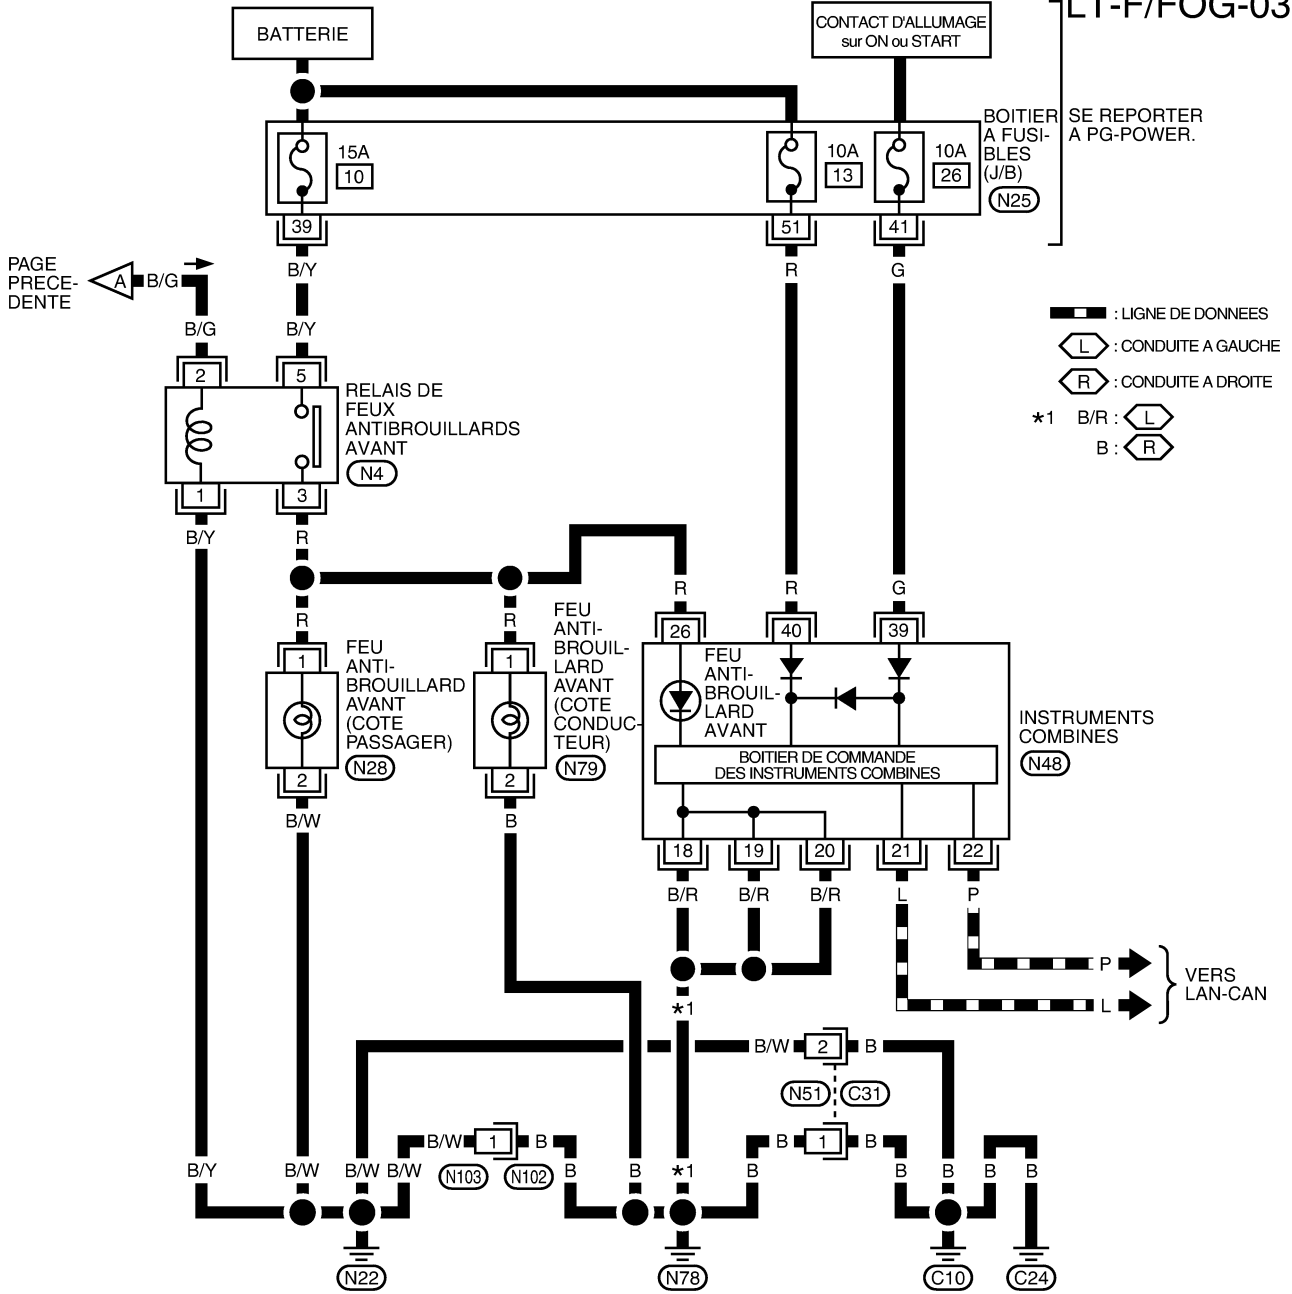 LT-F/FOG-03
BATTERIE
CONTACT D'ALLUMAGE
sur ON ou START
BOITIER
A FUSI-
BLES
(J/B)
N25
SE REPORTER
A PG-POWER.
15A
10
10A
13
10A
26
39
51
41
B/Y
R
G
PAGE
PRECE-
DENTE
A
B/G
B/G
B/Y
: LIGNE DE DONNEES
L : CONDUITE A GAUCHE
R : CONDUITE A DROITE
*1 B/R : L
B : R
2
5
RELAIS DE
FEUX
ANTIBROUILLARDS
AVANT
N4
1
3
B/Y
R
R
R
R
R
G
26
40
39
1
FEU
ANTI-
BROUILLARD
AVANT
(COTE
PASSAGER)
N28
2
B/W
1
FEU
ANTI-
BROUIL-
LARD
AVANT
(COTE
CONDUC-
TEUR)
N79
2
B
FEU
ANTI-
BROUIL-
LARD
AVANT
BOITIER DE COMMANDE
DES INSTRUMENTS COMBINES
INSTRUMENTS
COMBINES
N48
18
19
20
21
22
B/R
B/R
B/R
L
P
P
L
VERS
LAN-CAN
*1
B/W
2
B
N51
C31
B/W
1
B
N103
N102
B
1
B
B/Y
B/W
B/W
B/W
B
B
*1
B
B
B
B
B
N22
N78
C10
C24